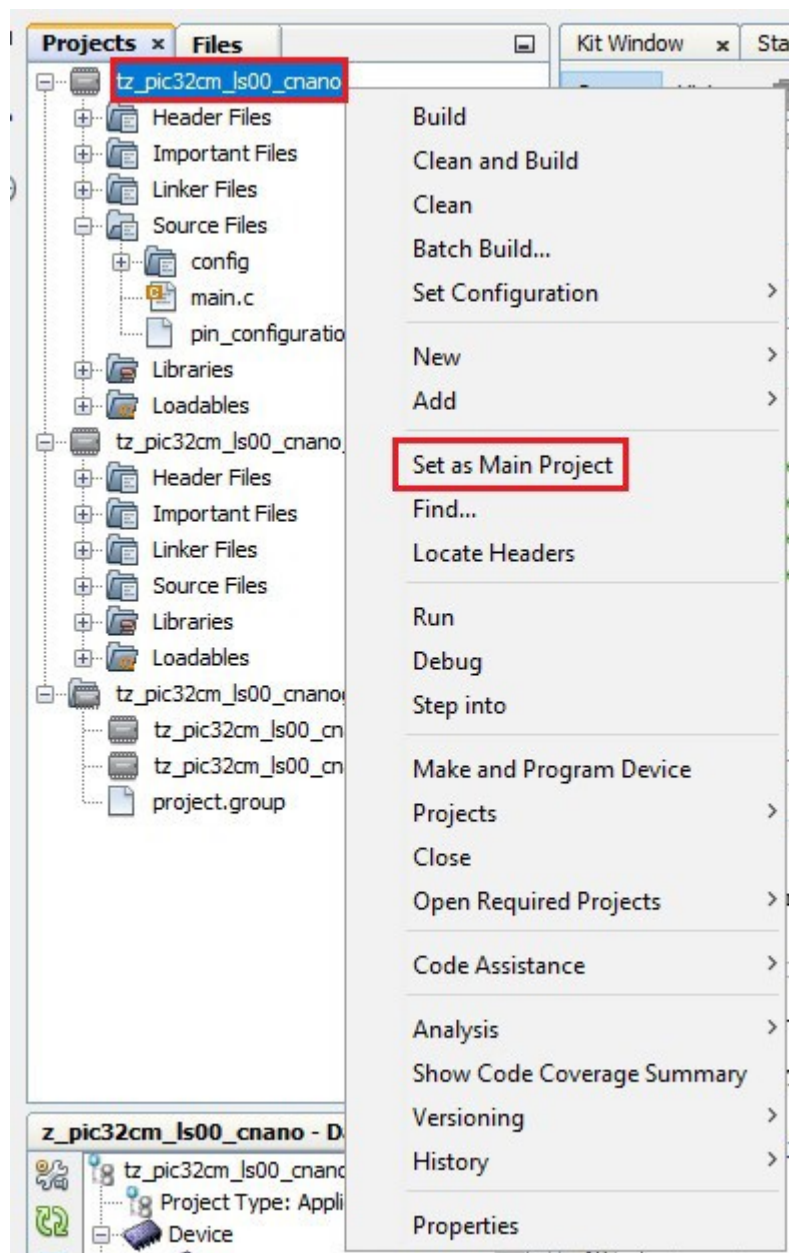 Projects
Files
Kit Window
Sta
tz_pic32cm_ls00_cnano
Header Files
Important Files
Linker Files
Source Files
config
main.c
pin_configuratio
Libraries
Loadables
tz_pic32cm_ls00_cnano_
Header Files
Important Files
Linker Files
Source Files
Libraries
Loadables
tz_pic32cm_ls00_cnanog
tz_pic32cm_ls00_cn
tz_pic32cm_ls00_cn
project.group
Build
Clean and Build
Clean
Batch Build...
Set Configuration
New
Add
Set as Main Project
Find...
Locate Headers
Run
Debug
Step into
Make and Program Device
Projects
Close
Open Required Projects
Code Assistance
Analysis
Show Code Coverage Summary
Versioning
History
Properties
z_pic32cm_ls00_cnano - D
tz_pic32cm_ls00_cnano
Project Type: Appli
Device